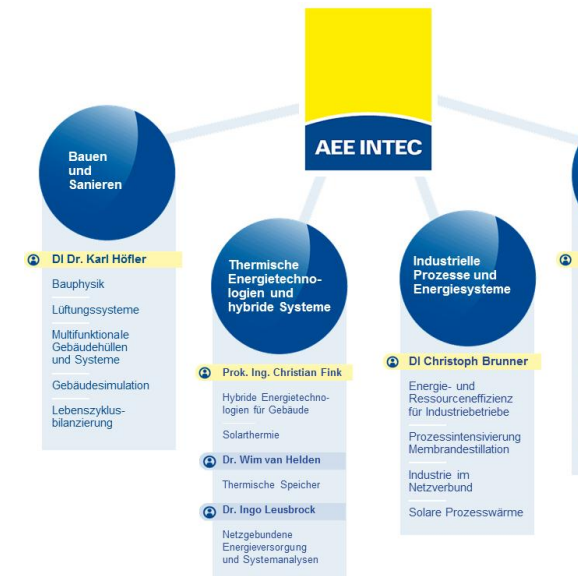 AEE INTEC
Bauen
und
Sanieren
DI Dr. Karl Höfler
Bauphysik
Lüftungssysteme
Multifunktionale
Gebäudehüllen
und Systeme
Gebäudesimulation
Lebenszyklus-
bilanzierung
Thermische
Energietechno-
logien und
hybride Systeme
Prok. Ing. Christian Fink
Hybride Energietechno-
logien für Gebäude
Solarthermie
Dr. Wim van Helden
Thermische Speicher
Dr. Ingo Leusbrock
Netzgebundene
Energieversorgung
und Systemanalysen
Industrielle
Prozesse und
Energiesysteme
DI Christoph Brunner
Energie- und
Ressourceneffizienz
für Industriebetriebe
Prozessintensivierung
Membrandestillation
Industrie im
Netzverbund
Solare Prozesswärme